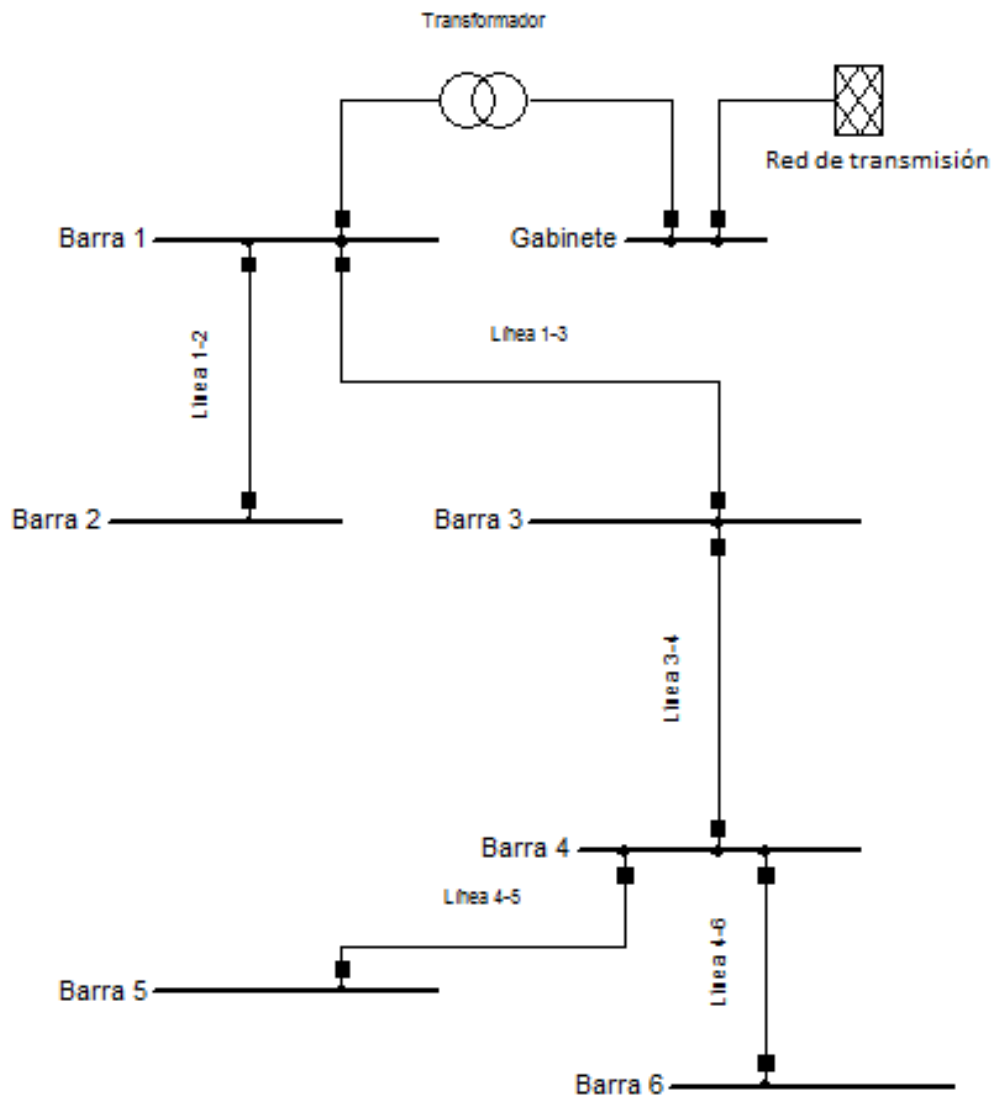 Transformador
Red de transmisión
Barra 1
Gabinete
Línea 1-3
Línea 1-2
Barra 2
Barra 3
Línea 3-4
Barra 4
Línea 4-5
Línea 4-6
Barra 5
Barra 6